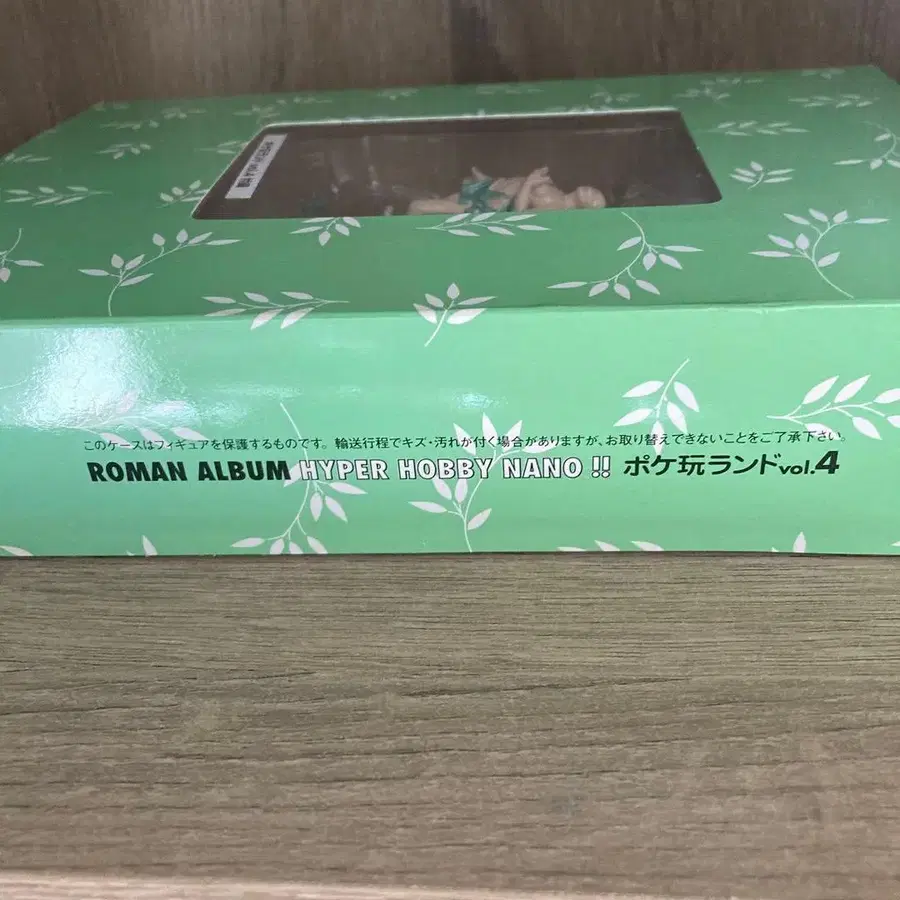 このケースはフィギュアを保護するものです。輸送行程でキズ・汚れが付く場合がありますが、お取り替えできないことをご了承下さい。
ROMAN ALBUM HYPER HOBBY NANO !! ポケ玩ランドvol.4